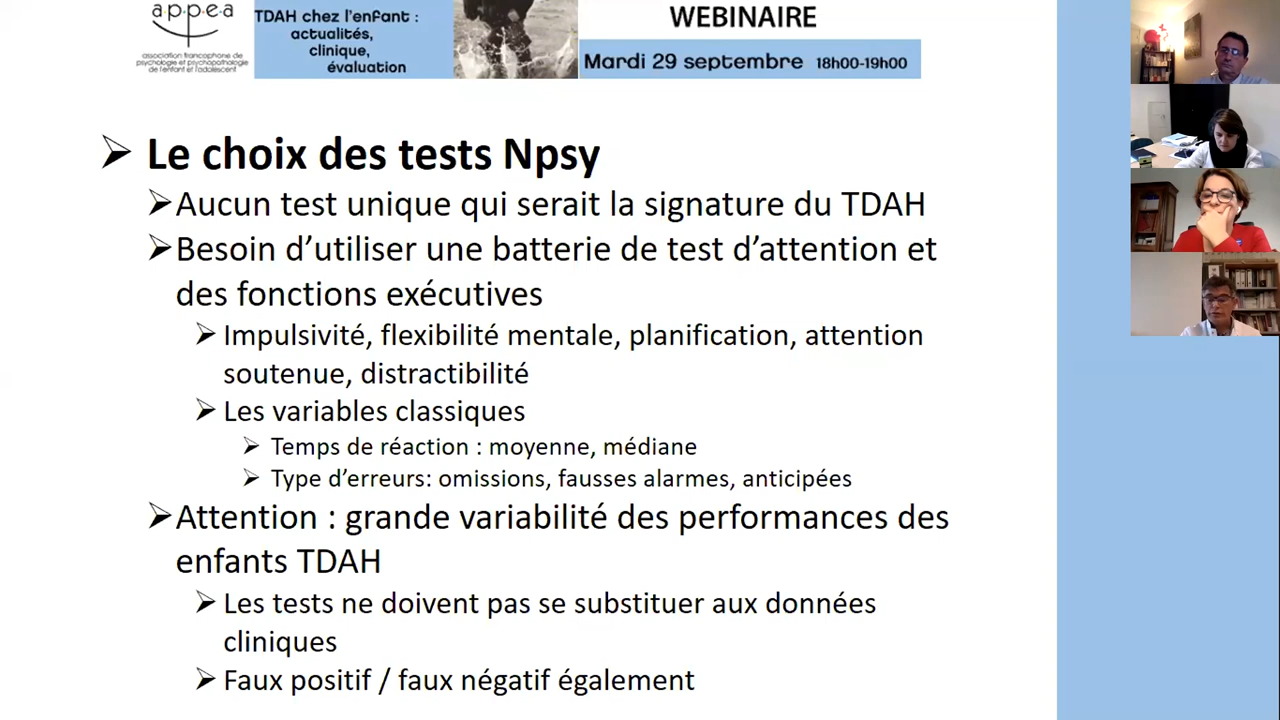 a·p·p·e·a
association francophone de
psychologie et psychopathologie
de l'enfant et de l'adolescent
TDAH chez l'enfant :
actualités,
clinique,
évaluation
WEBINAIRE
Mardi 29 septembre 18h00-19h00
Le choix des tests Npsy
Aucun test unique qui serait la signature du TDAH
Besoin d'utiliser une batterie de test d'attention et
des fonctions exécutives
Impulsivité, flexibilité mentale, planification, attention
soutenue, distractibilité
Les variables classiques
Temps de réaction : moyenne, médiane
Type d'erreurs: omissions, fausses alarmes, anticipées
Attention : grande variabilité des performances des
enfants TDAH
Les tests ne doivent pas se substituer aux données
cliniques
Faux positif / faux négatif également